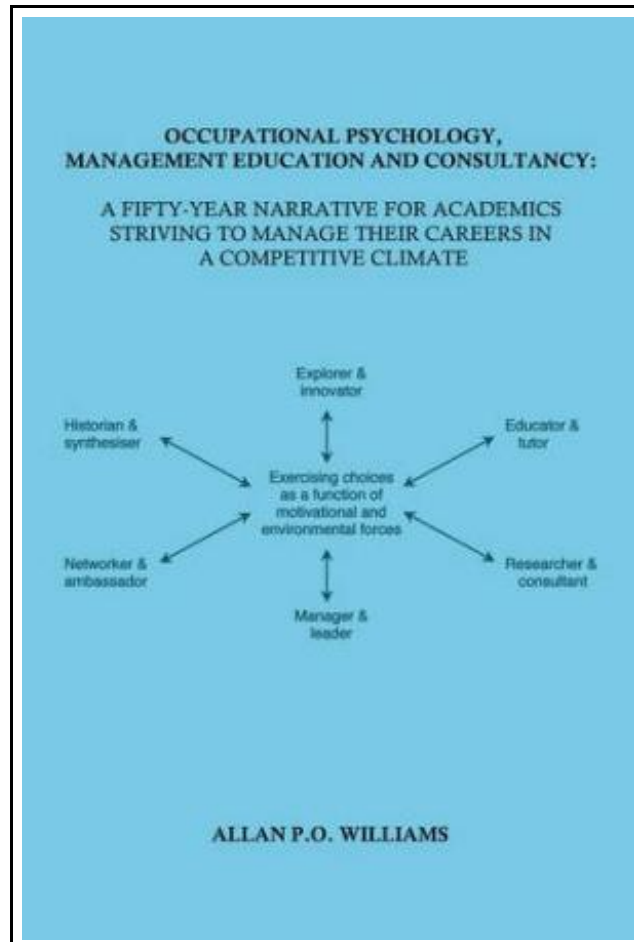 OCCUPATIONAL PSYCHOLOGY,
MANAGEMENT EDUCATION AND CONSULTANCY:
A FIFTY-YEAR NARRATIVE FOR ACADEMICS
STRIVING TO MANAGE THEIR CAREERS IN
A COMPETITIVE CLIMATE
Explorer &
innovator
Historian &
synthesiser
Educator &
tutor
Exercising choices
as a function of
motivational and
environmental forces
Networker &
ambassador
Researcher &
consultant
Manager &
leader
ALLAN P.O. WILLIAMS